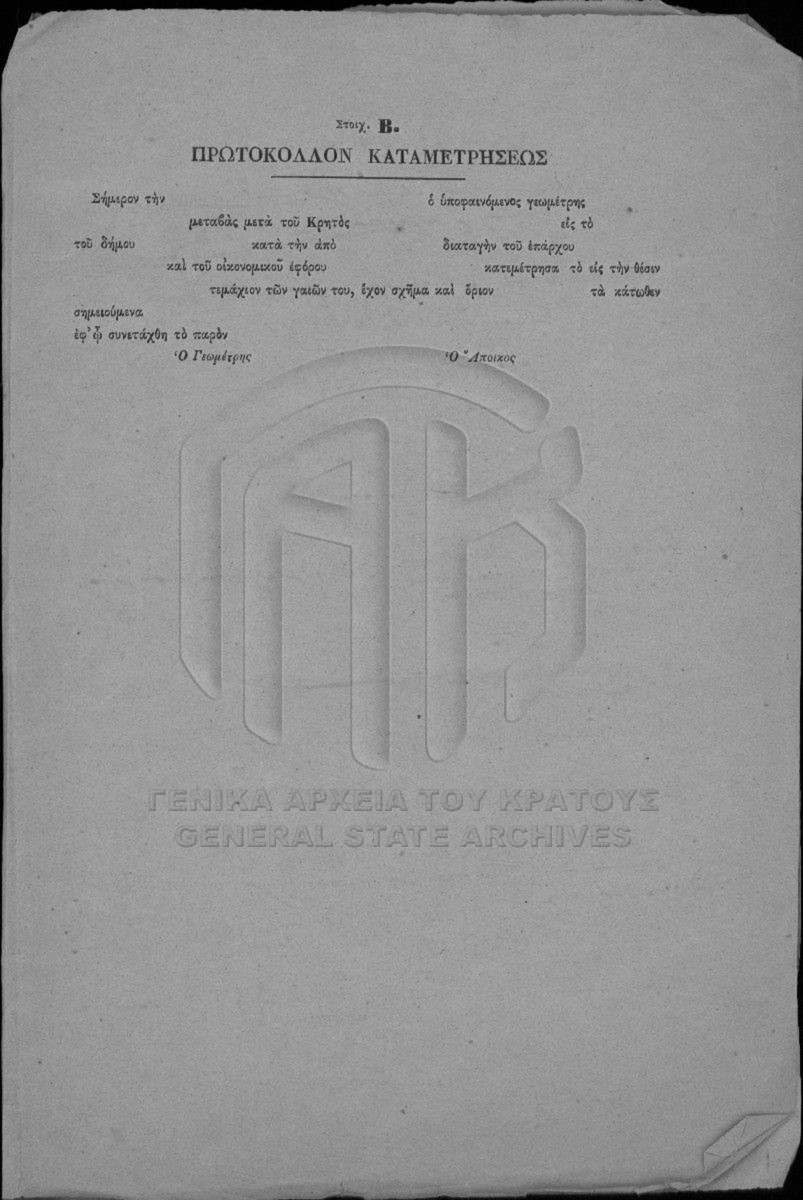 Στοιχ. Β.
ΠΡΩΤΟΚΟΛΛΟΝ ΚΑΤΑΜΕΤΡΗΣΕΩΣ
Σήμερον τὴν ὁ ὑποφαινόμενος γεωμέτρης
μεταβὰς μετὰ τοῦ Κρητὸς εἰς τὸ
τοῦ δήμου κατὰ τὴν ἀπὸ διαταγὴν τοῦ ἐπάρχου
καὶ τοῦ οἰκονομικοῦ ἐφόρου κατεμέτρησα τὸ εἰς τὴν θέσιν
τεμάχιον τῶν γαιῶν του, ἔχον σχῆμα καὶ ὅριον τὰ κάτωθεν
σημειούμενα
ἐφ' ᾧ συνετάχθη τὸ παρὸν
Ὁ Γεωμέτρης Ὁ Ἄποικος
ΓΕΝΙΚΑ ΑΡΧΕΙΑ ΤΟΥ ΚΡΑΤΟΥΣ
GENERAL STATE ARCHIVES